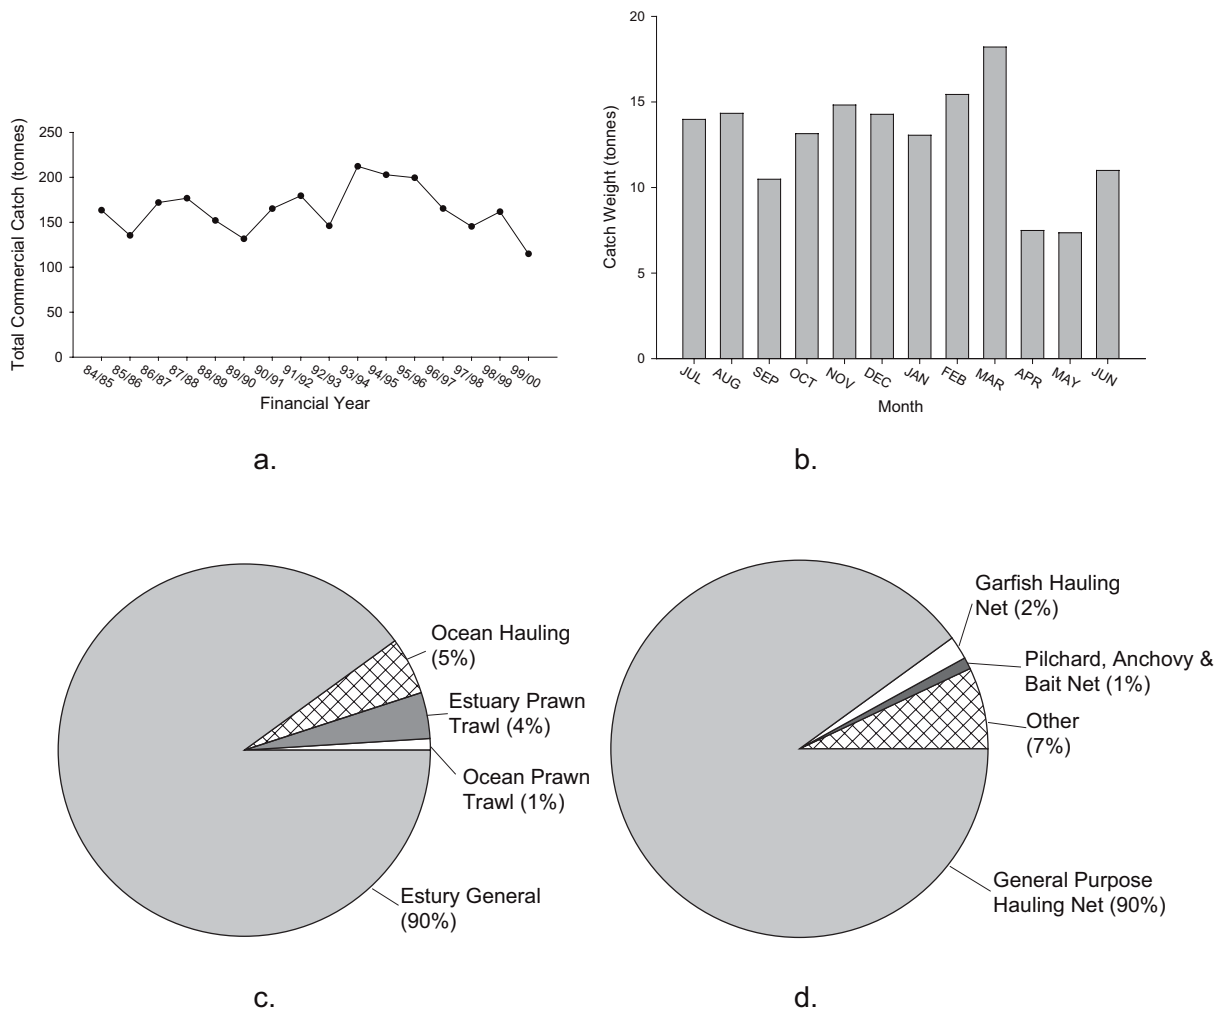 250
200
150
100
50
0
Total Commercial Catch (tonnes)
84/85 85/86 86/87 87/88 88/89 89/90 90/91 91/92 92/93 93/94 94/95 95/96 96/97 97/98 98/99 99/00
Financial Year
a.
20
15
10
5
0
Catch Weight (tonnes)
JUL AUG SEP OCT NOV DEC JAN FEB MAR APR MAY JUN
Month
b.
Ocean Hauling
(5%)
Estuary Prawn
Trawl (4%)
Ocean Prawn
Trawl (1%)
Estury General
(90%)
c.
Garfish Hauling
Net (2%)
Pilchard, Anchovy &
Bait Net (1%)
Other
(7%)
General Purpose
Hauling Net (90%)
d.